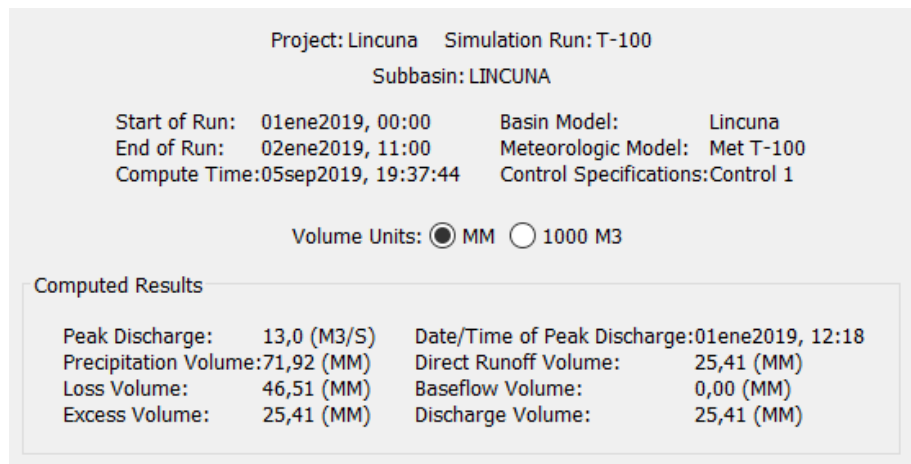 Project: Lincuna Simulation Run: T-100
Subbasin: LINCUNA
Start of Run: 01ene2019, 00:00 Basin Model: Lincuna
End of Run: 02ene2019, 11:00 Meteorologic Model: Met T-100
Compute Time:05sep2019, 19:37:44 Control Specifications:Control 1
Volume Units: MM 1000 M3
Computed Results
Peak Discharge: 13,0 (M3/S) Date/Time of Peak Discharge:01ene2019, 12:18
Precipitation Volume:71,92 (MM) Direct Runoff Volume: 25,41 (MM)
Loss Volume: 46,51 (MM) Baseflow Volume: 0,00 (MM)
Excess Volume: 25,41 (MM) Discharge Volume: 25,41 (MM)